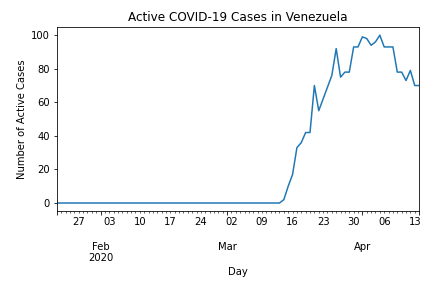 Active COVID-19 Cases in Venezuela
Number of Active Cases
100
80
60
40
20
0
27 03 10 17 24 02 09 16 23 30 06 13
Feb Mar Apr
2020
Day